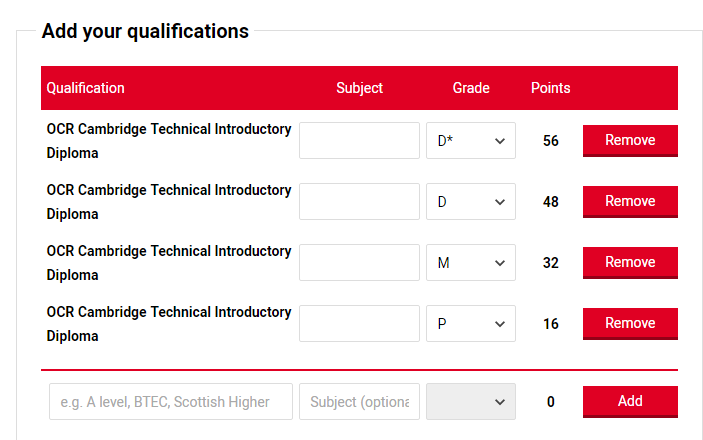 Add your qualifications
Qualification Subject Grade Points
OCR Cambridge Technical Introductory
Diploma
D* 56 Remove
OCR Cambridge Technical Introductory
Diploma
D 48 Remove
OCR Cambridge Technical Introductory
Diploma
M 32 Remove
OCR Cambridge Technical Introductory
Diploma
P 16 Remove
e.g. A level, BTEC, Scottish Higher Subject (optiona 0 Add